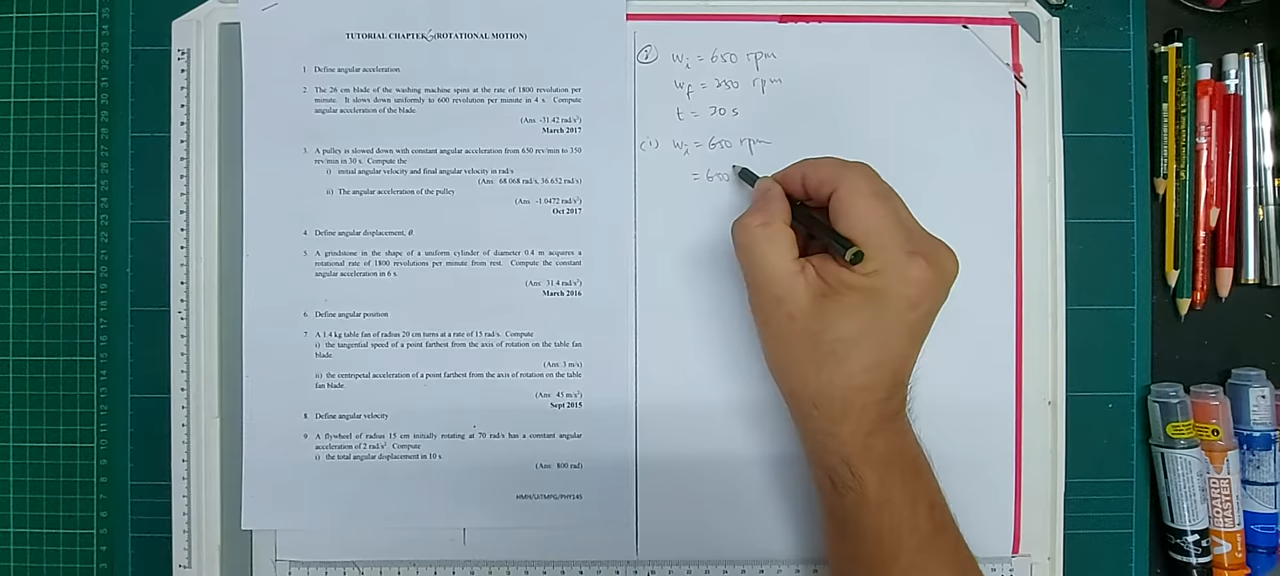 TUTORIAL CHAPTER 6 (ROTATIONAL MOTION)
1 Define angular acceleration
2. The 26 cm blade of the washing machine spins at the rate of 1800 revolution per
minute. It slows down uniformly to 600 revolution per minute in 4 s. Compute
angular acceleration of the blade.
(Ans -31.42 rad/s²)
March 2017
3. A pulley is slowed down with constant angular acceleration from 650 rev/min to 350
rev/min in 30 s. Compute the
i) initial angular velocity and final angular velocity in rad/s
(Ans: 68.068 rad/s, 36.652 rad/s)
ii) The angular acceleration of the pulley
(Ans: -1.0472 rad/s²)
Oct 2017
4. Define angular displacement, θ.
5. A grindstone in the shape of a uniform cylinder of diameter 0.4 m acquires a
rotational rate of 1800 revolutions per minute from rest. Compute the constant
angular acceleration in 6 s.
(Ans: 31.4 rad/s²)
March 2016
6. Define angular position
7. A 1.4 kg table fan of radius 20 cm turns at a rate of 15 rad/s. Compute
i) the tangential speed of a point farthest from the axis of rotation on the table fan
blade.
(Ans: 3 m/s)
ii) the centripetal acceleration of a point farthest from the axis of rotation on the table
fan blade.
(Ans: 45 m/s²)
Sept 2015
8. Define angular velocity
9. A flywheel of radius 15 cm initially rotating at 70 rad/s has a constant angular
acceleration of 2 rad/s². Compute
i) the total angular displacement in 10 s.
(Ans: 800 rad)
HMH/UiTMPG/PHY145
ωi = 650 rpm
ωf = 350 rpm
t = 30 s
(i) ωi = 650 rpm
= 650
BOARD
MASTER